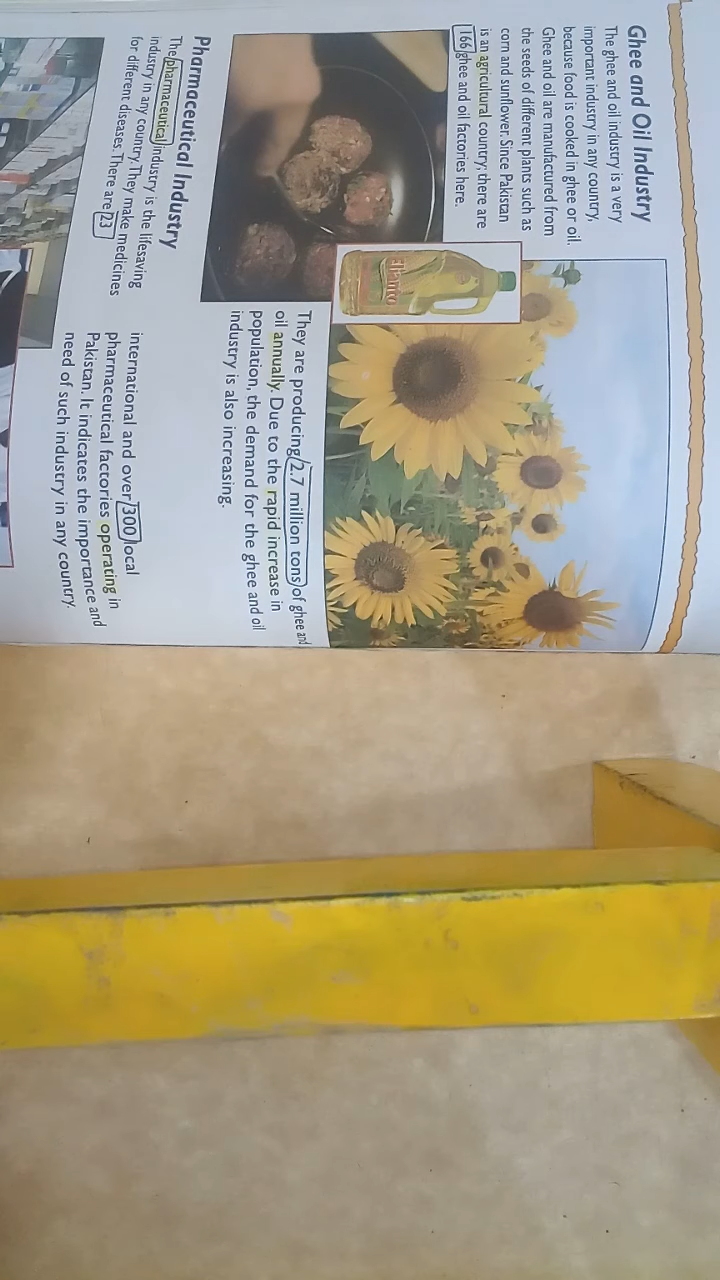 Ghee and Oil Industry
The ghee and oil industry is a very
important industry in any country,
because food is cooked in ghee or oil.
Ghee and oil are manufactured from
the seeds of different plants such as
corn and sunflower. Since Pakistan
is an agricultural country; there are
166 ghee and oil factories here.
elianto
They are producing 2.7 million tons of ghee and
oil annually. Due to the rapid increase in
population, the demand for the ghee and oil
industry is also increasing.
Pharmaceutical Industry
The pharmaceutical industry is the lifesaving
industry in any country. They make medicines
for different diseases. There are 23
international and over 300 local
pharmaceutical factories operating in
Pakistan. It indicates the importance and
need of such industry in any country.